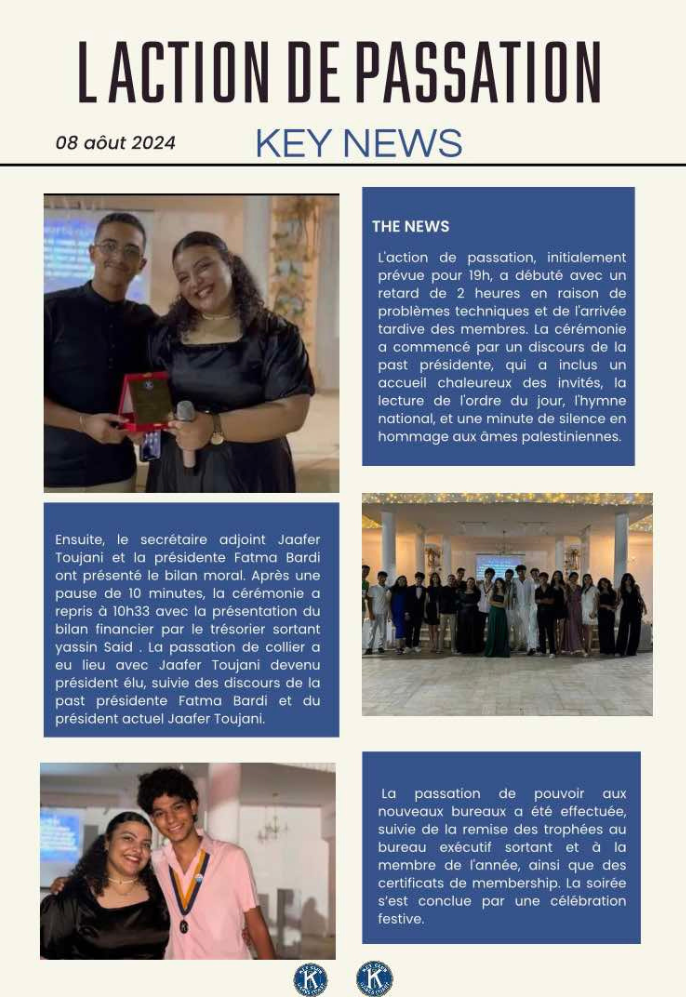 L ACTION DE PASSATION
08 aôut 2024
KEY NEWS
THE NEWS
L'action de passation, initialement
prévue pour 19h, a débuté avec un
retard de 2 heures en raison de
problèmes techniques et de l'arrivée
tardive des membres. La cérémonie
a commencé par un discours de la
past présidente, qui a inclus un
accueil chaleureux des invités, la
lecture de l'ordre du jour, l'hymne
national, et une minute de silence en
hommage aux âmes palestiniennes.
Ensuite, le secrétaire adjoint Jaafer
Toujani et la présidente Fatma Bardi
ont présenté le bilan moral. Après une
pause de 10 minutes, la cérémonie a
repris à 10h33 avec la présentation du
bilan financier par le trésorier sortant
yassin Said . La passation de collier a
eu lieu avec Jaafer Toujani devenu
président élu, suivie des discours de la
past présidente Fatma Bardi et du
président actuel Jaafer Toujani.
La passation de pouvoir aux
nouveaux bureaux a été effectuée,
suivie de la remise des trophées au
bureau exécutif sortant et à la
membre de l'année, ainsi que des
certificats de membership. La soirée
s'est conclue par une célébration
festive.
KEY CLUB
K
KEY CLUB
K